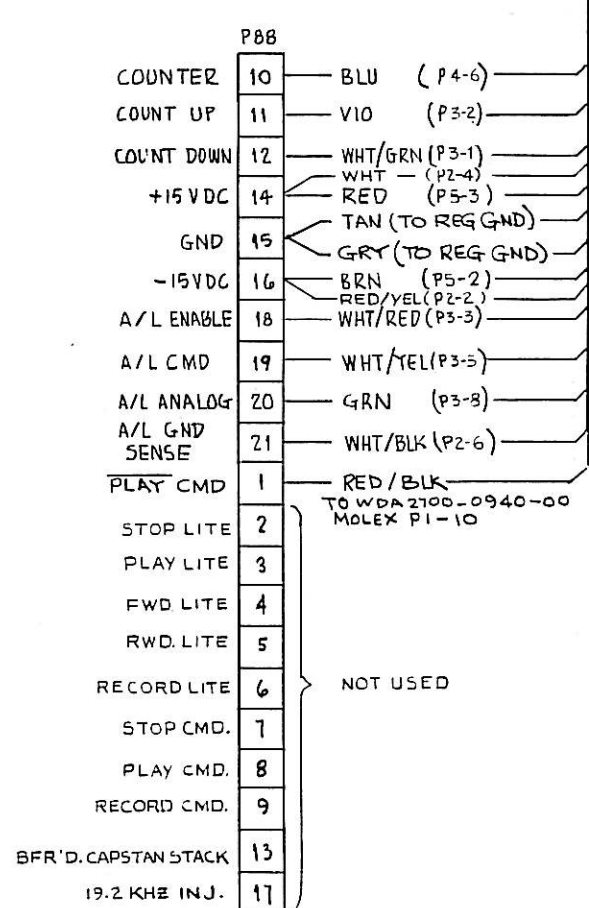 P88
COUNTER 10 BLU (P4-6)
COUNT UP 11 VIO (P3-2)
COUNT DOWN 12 WHT/GRN (P3-1)
WHT - (P2-4)
+15 VDC 14 RED (P5-3)
TAN (TO REG GND)
GND 15
GRY (TO REG GND)
-15VDC 16 BRN (P5-2)
RED/YEL (P2-2)
A/L ENABLE 18 WHT/RED (P3-3)
A/L CMD 19 WHT/YEL (P3-5)
A/L ANALOG 20 GRN (P3-8)
A/L GND
SENSE 21 WHT/BLK (P2-6)
PLAY CMD 1 RED/BLK
TO WDA 2700-0940-00
MOLEX P1-10
STOP LITE 2
PLAY LITE 3
FWD. LITE 4
RWD. LITE 5
RECORD LITE 6 NOT USED
STOP CMD. 7
PLAY CMD. 8
RECORD CMD. 9
BFR'D. CAPSTAN STACK 13
19.2 KHZ INJ. 17